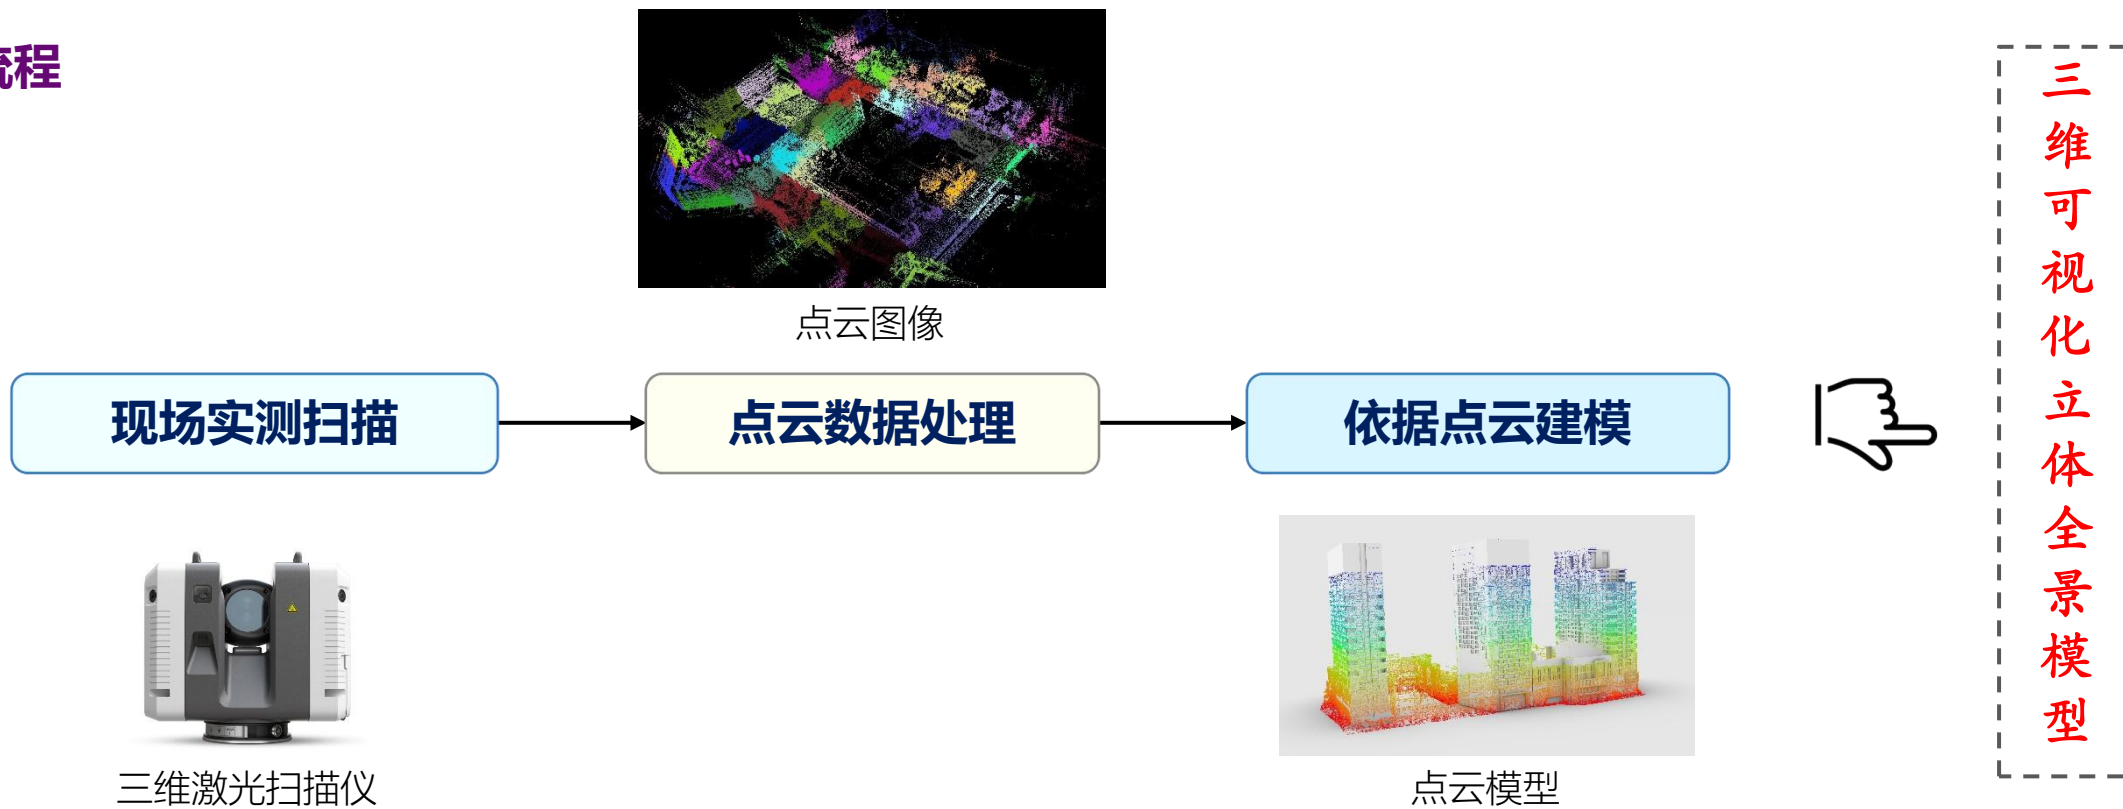 流程
点云图像
现场实测扫描
点云数据处理
依据点云建模
三维激光扫描仪
点云模型
三维可视化立体全景模型